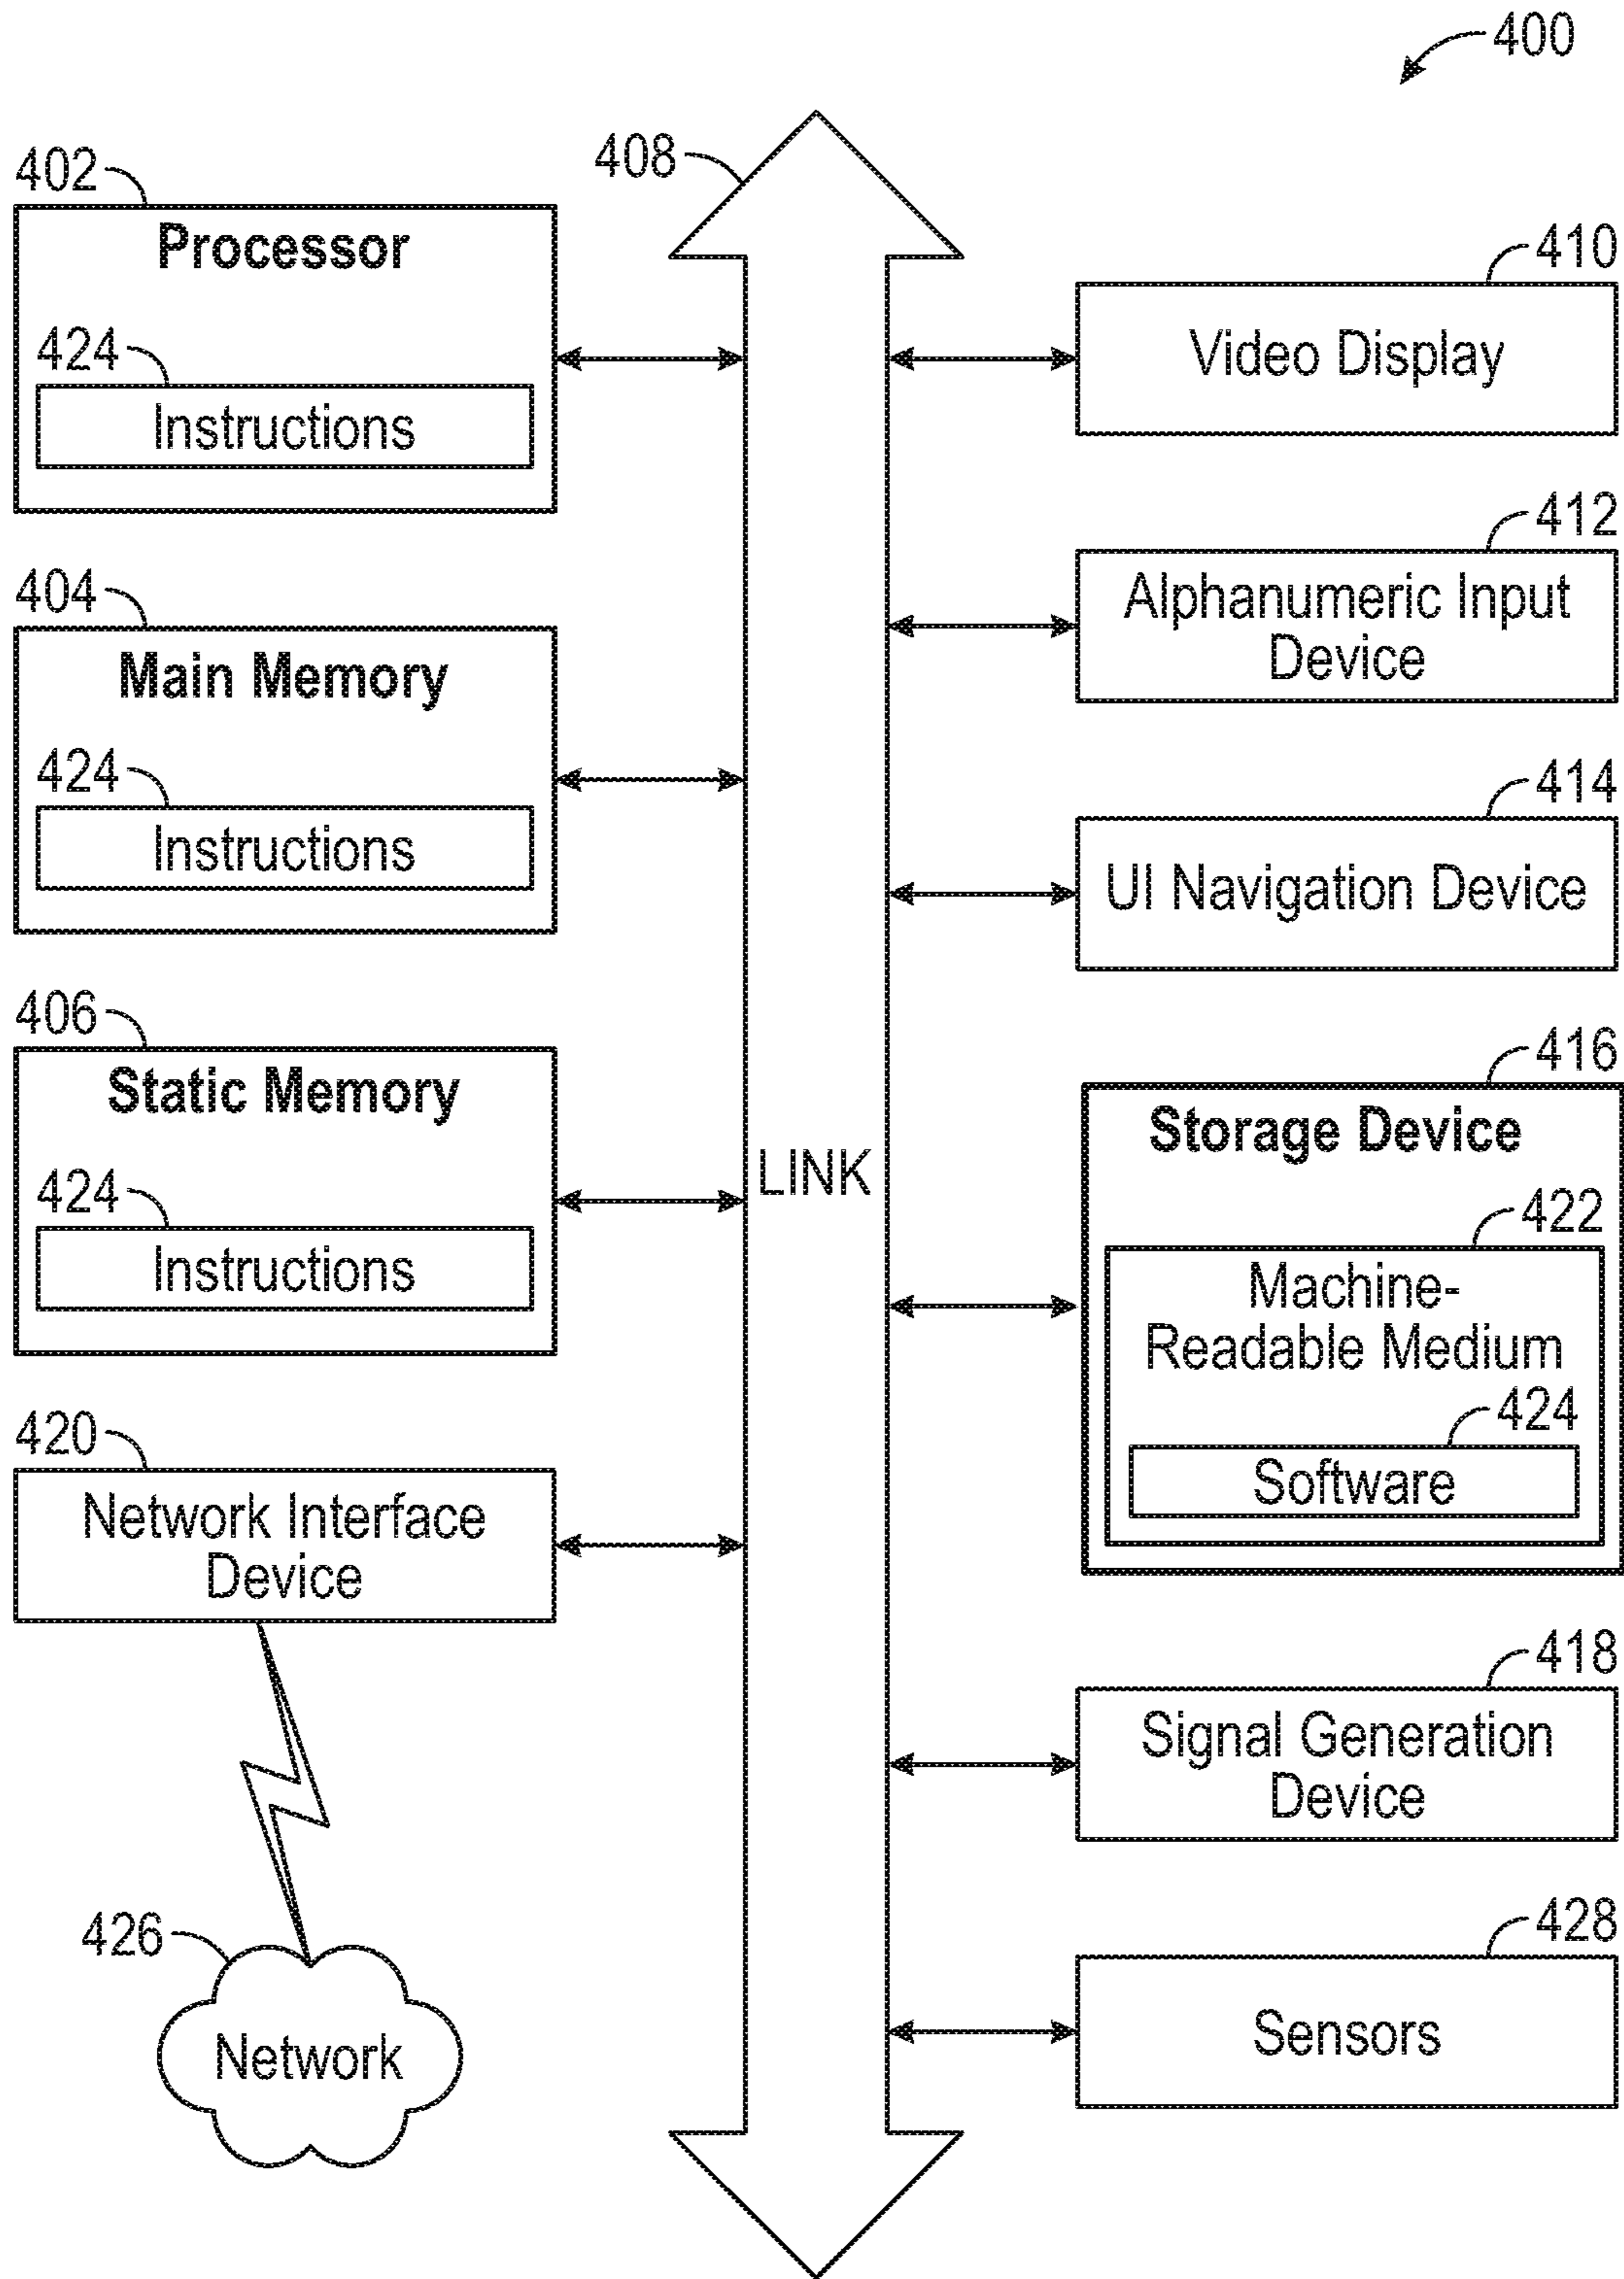 400
408
402
Processor
424
Instructions
404
Main Memory
424
Instructions
406
Static Memory
424
Instructions
420
Network Interface
Device
426
Network
LINK
410
Video Display
412
Alphanumeric Input
Device
414
UI Navigation Device
416
Storage Device
422
Machine-
Readable Medium
424
Software
418
Signal Generation
Device
428
Sensors